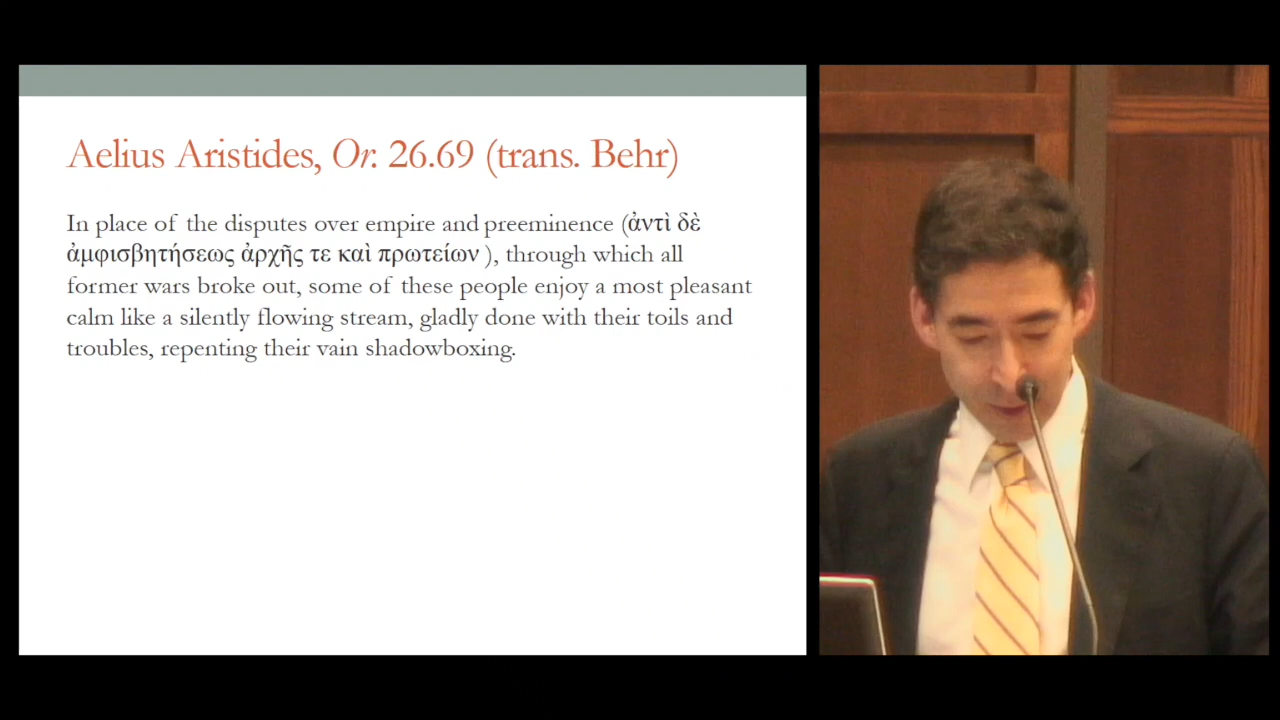 Aelius Aristides, Or. 26.69 (trans. Behr)
In place of the disputes over empire and preeminence (ἀντὶ δὲ
ἀμφισβητήσεως ἀρχῆς τε καὶ πρωτείων ), through which all
former wars broke out, some of these people enjoy a most pleasant
calm like a silently flowing stream, gladly done with their toils and
troubles, repenting their vain shadowboxing.